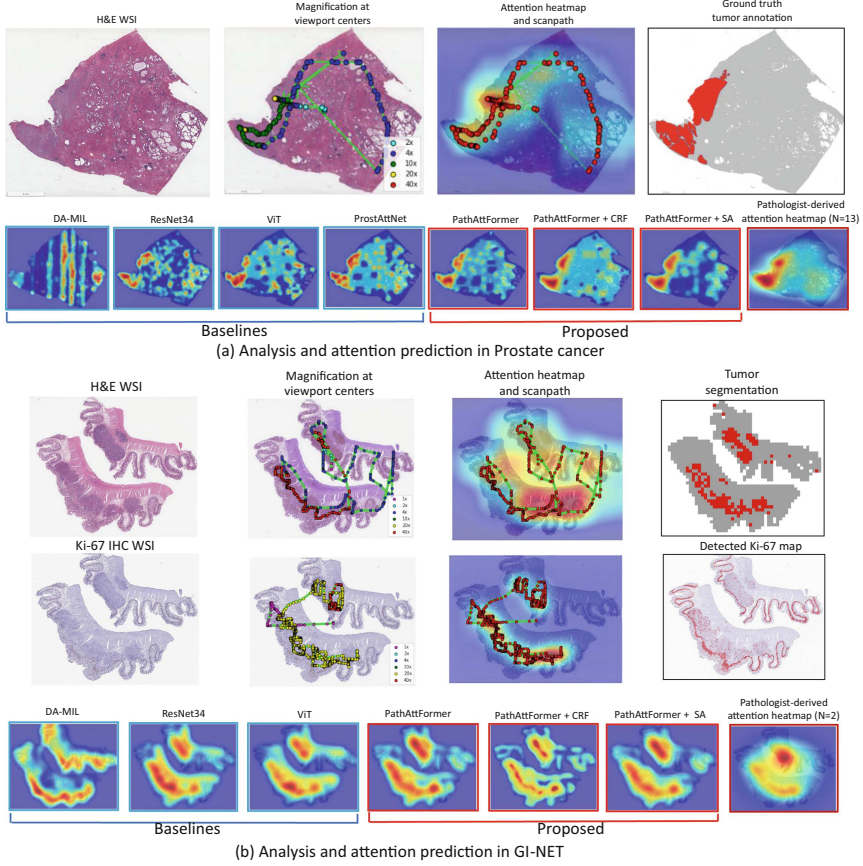 H&E WSI
Magnification at
viewport centers
Attention heatmap
and scanpath
Ground truth
tumor annotation
2x
4x
10x
20x
40x
DA-MIL
ResNet34
ViT
ProstAttNet
PathAttFormer
PathAttFormer + CRF
PathAttFormer + SA
Pathologist-derived
attention heatmap (N=13)
Baselines
Proposed
(a) Analysis and attention prediction in Prostate cancer
H&E WSI
Magnification at
viewport centers
Attention heatmap
and scanpath
Tumor
segmentation
1x
2x
4x
10x
20x
40x
Ki-67 IHC WSI
Detected Ki-67 map
1x
2x
4x
10x
20x
40x
DA-MIL
ResNet34
ViT
PathAttFormer
PathAttFormer + CRF
PathAttFormer + SA
Pathologist-derived
attention heatmap (N=2)
Baselines
Proposed
(b) Analysis and attention prediction in GI-NET